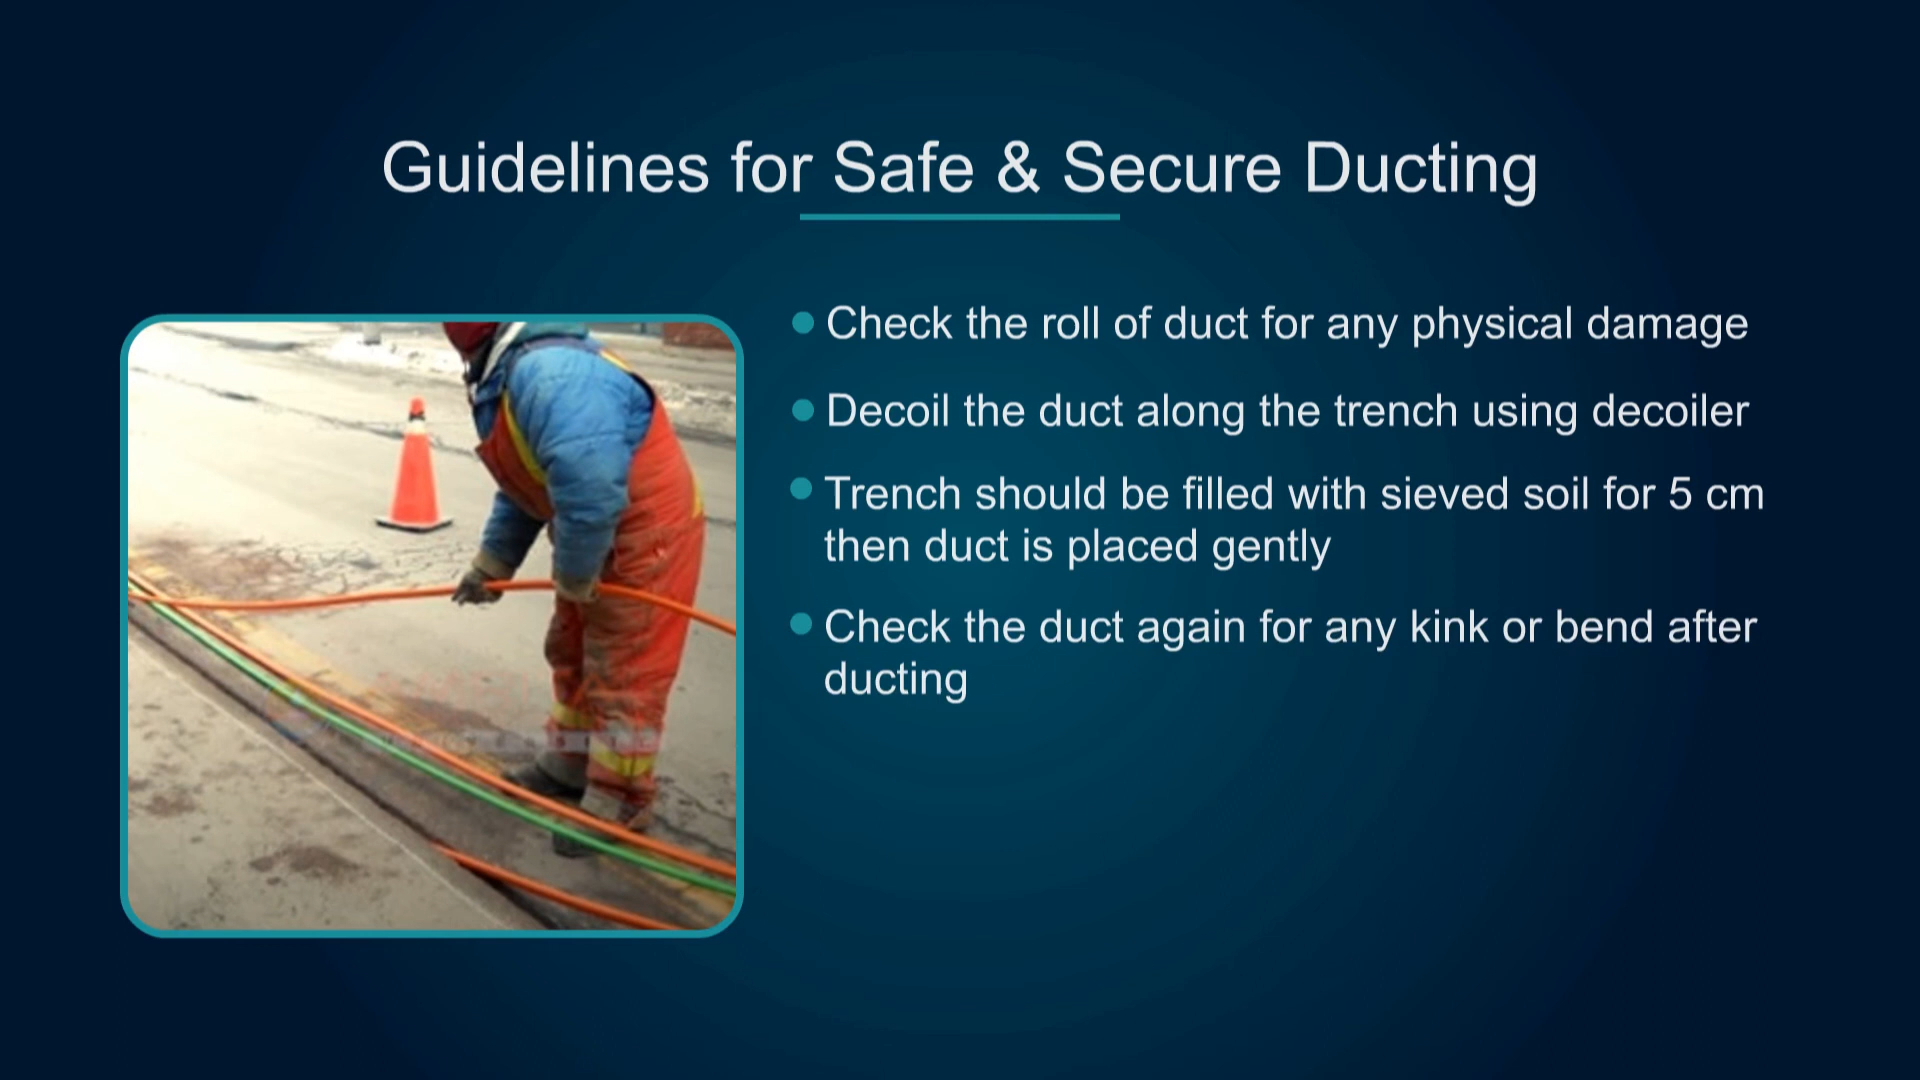 Guidelines for Safe & Secure Ducting
Check the roll of duct for any physical damage
Decoil the duct along the trench using decoiler
Trench should be filled with sieved soil for 5 cm
then duct is placed gently
Check the duct again for any kink or bend after
ducting